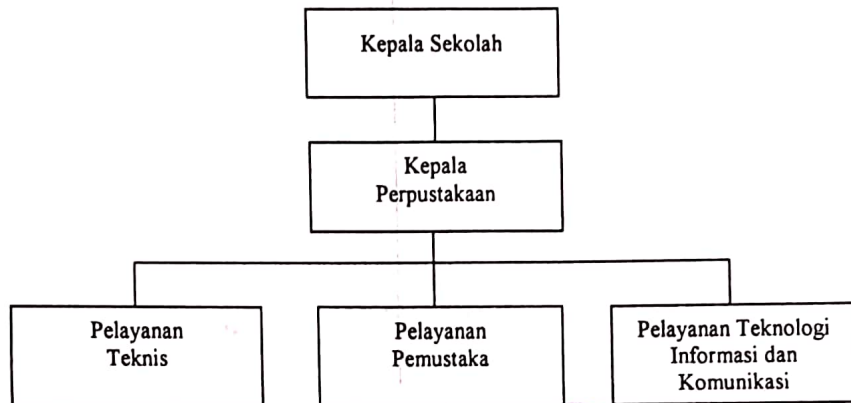 Kepala Sekolah
Kepala
Perpustakaan
Pelayanan
Teknis
Pelayanan
Pemustaka
Pelayanan Teknologi
Informasi dan
Komunikasi